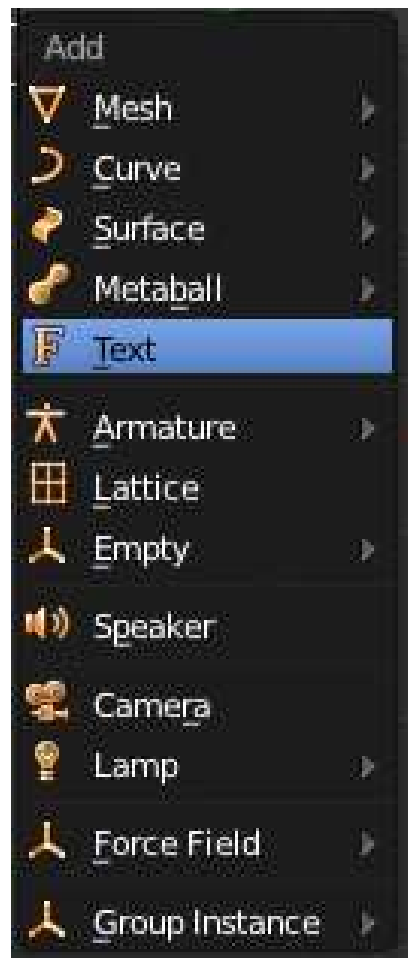 Add
Mesh
Curve
Surface
Metaball
Text
Armature
Lattice
Empty
Speaker
Camera
Lamp
Force Field
Group Instance